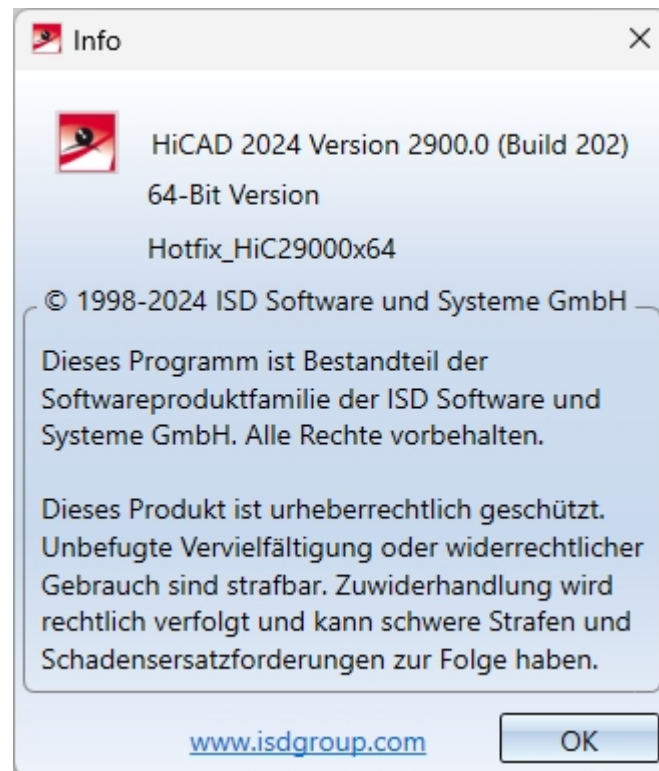 Info
HiCAD 2024 Version 2900.0 (Build 202)
64-Bit Version
Hotfix_HiC29000x64
© 1998-2024 ISD Software und Systeme GmbH
Dieses Programm ist Bestandteil der
Softwareproduktfamilie der ISD Software und
Systeme GmbH. Alle Rechte vorbehalten.
Dieses Produkt ist urheberrechtlich geschützt.
Unbefugte Vervielfältigung oder widerrechtlicher
Gebrauch sind strafbar. Zuwiderhandlung wird
rechtlich verfolgt und kann schwere Strafen und
Schadensersatzforderungen zur Folge haben.
www.isdgroup.com
OK